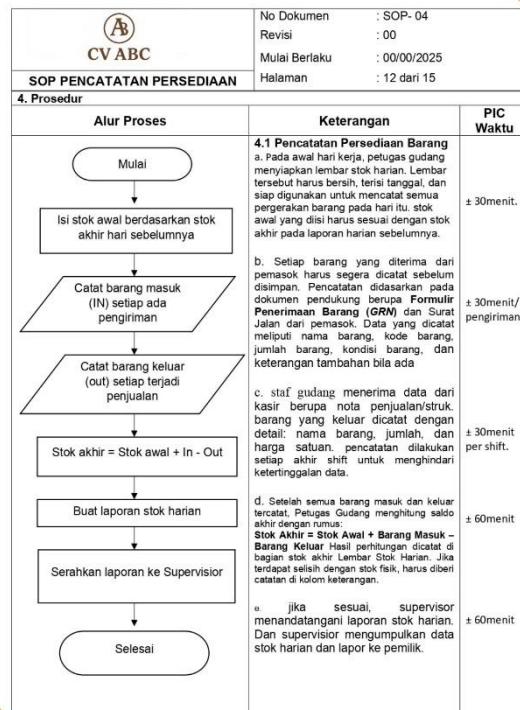 AB
CV ABC
SOP PENCATATAN PERSEDIAAN
No Dokumen : SOP- 04
Revisi : 00
Mulai Berlaku : 00/00/2025
Halaman : 12 dari 15
4. Prosedur
Alur Proses
Keterangan
PIC
Waktu
Mulai
Isi stok awal berdasarkan stok
akhir hari sebelumnya
Catat barang masuk
(IN) setiap ada
pengiriman
Catat barang keluar
(out) setiap terjadi
penjualan
Stok akhir = Stok awal + In - Out
Buat laporan stok harian
Serahkan laporan ke Supervisior
Selesai
4.1 Pencatatan Persediaan Barang
a. Pada awal hari kerja, petugas gudang
menyiapkan lembar stok harian. Lembar
tersebut harus bersih, terisi tanggal, dan
siap digunakan untuk mencatat semua
pergerakan barang pada hari itu. stok
awal yang diisi harus sesuai dengan stok
akhir pada laporan harian sebelumnya.
± 30menit.
b. Setiap barang yang diterima dari
pemasok harus segera dicatat sebelum
disimpan. Pencatatan didasarkan pada
dokumen pendukung berupa Formulir
Penerimaan Barang (GRN) dan Surat
Jalan dari pemasok. Data yang dicatat
meliputi nama barang, kode barang,
jumlah barang, kondisi barang, dan
keterangan tambahan bila ada
± 30menit/
pengiriman
c. staf gudang menerima data dari
kasir berupa nota penjualan/struk.
barang yang keluar dicatat dengan
detail: nama barang, jumlah, dan
harga satuan. pencatatan dilakukan
setiap akhir shift untuk menghindari
ketertinggalan data.
± 30menit
per shift.
d. Setelah semua barang masuk dan keluar
tercatat, Petugas Gudang menghitung saldo
akhir dengan rumus:
Stok Akhir = Stok Awal + Barang Masuk –
Barang Keluar Hasil perhitungan dicatat di
bagian stok akhir Lembar Stok Harian. Jika
terdapat selisih dengan stok fisik, harus diberi
catatan di kolom keterangan.
± 60menit
e. jika sesuai, supervisor
menandatangani laporan stok harian.
Dan supervisior mengumpulkan data
stok harian dan lapor ke pemilik.
± 60menit